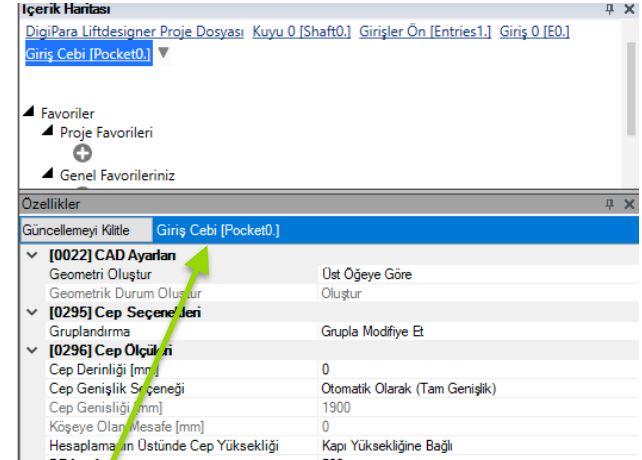 İçerik Haritası
DigiPara Liftdesigner Proje Dosyası Kuyu 0 [Shaft0.] Girişler Ön [Entries1.] Giriş 0 [E0.]
Giriş Cebi [Pocket0.]
Favoriler
Proje Favorileri
Genel Favorileriniz
Özellikler
Güncellemeyi Kilitle Giriş Cebi [Pocket0.]
[0022] CAD Ayarları
Geometri Oluştur Üst Öğeye Göre
Geometrik Durum Oluştur Oluştur
[0295] Cep Seçenekleri
Gruplandırma Grupla Modifiye Et
[0296] Cep Ölçüleri
Cep Derinliği [mm] 0
Cep Genişlik Seçeneği Otomatik Olarak (Tam Genişlik)
Cep Genisliği [mm] 1900
Köşeye Olan Mesafe [mm] 0
Hesaplamanın Üstünde Cep Yüksekliği Kapı Yüksekliğine Bağlı